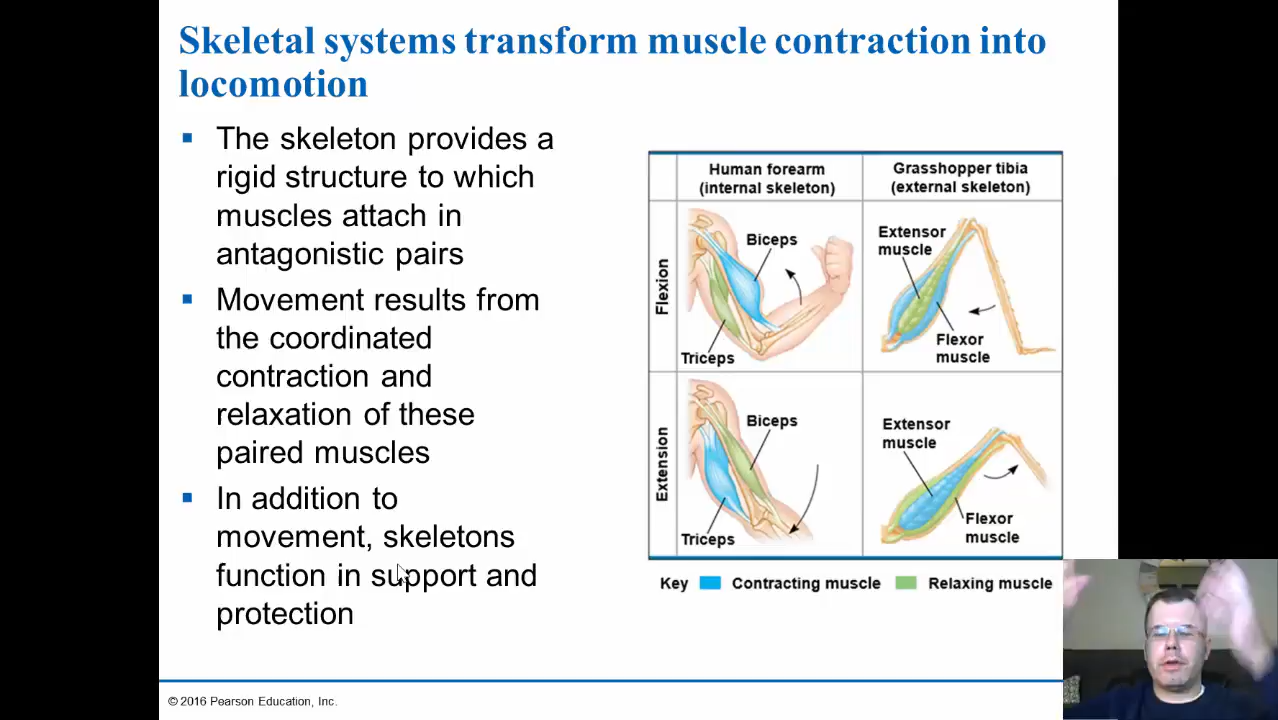 Skeletal systems transform muscle contraction into
locomotion
▪ The skeleton provides a
rigid structure to which
muscles attach in
antagonistic pairs
▪ Movement results from
the coordinated
contraction and
relaxation of these
paired muscles
▪ In addition to
movement, skeletons
function in support and
protection
Human forearm
(internal skeleton)
Grasshopper tibia
(external skeleton)
Flexion
Biceps
Triceps
Extensor
muscle
Flexor
muscle
Extension
Biceps
Triceps
Extensor
muscle
Flexor
muscle
Key Contracting muscle Relaxing muscle
© 2016 Pearson Education, Inc.